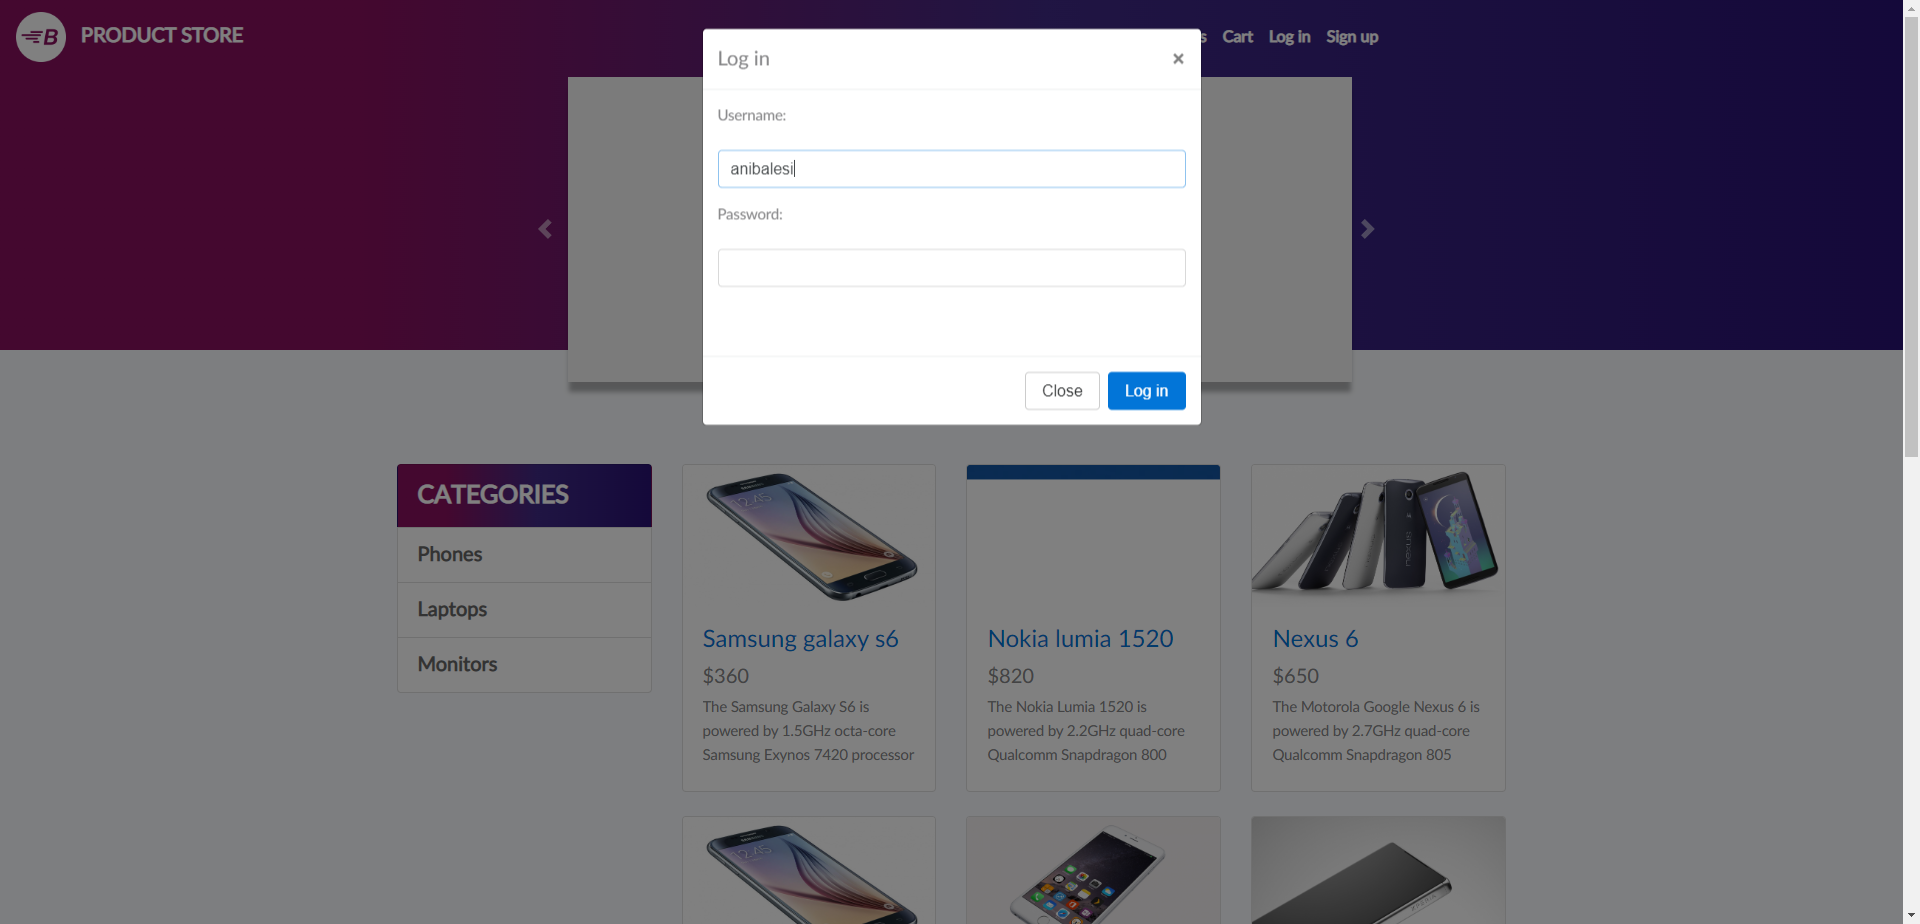 PRODUCT STORE
Cart
Log in
Sign up
Log in
×
Username:
anibalesi
Password:
Close
Log in
CATEGORIES
Phones
Laptops
Monitors
Samsung galaxy s6
$360
The Samsung Galaxy S6 is
powered by 1.5GHz octa-core
Samsung Exynos 7420 processor
Nokia lumia 1520
$820
The Nokia Lumia 1520 is
powered by 2.2GHz quad-core
Qualcomm Snapdragon 800
Nexus 6
$650
The Motorola Google Nexus 6 is
powered by 2.7GHz quad-core
Qualcomm Snapdragon 805